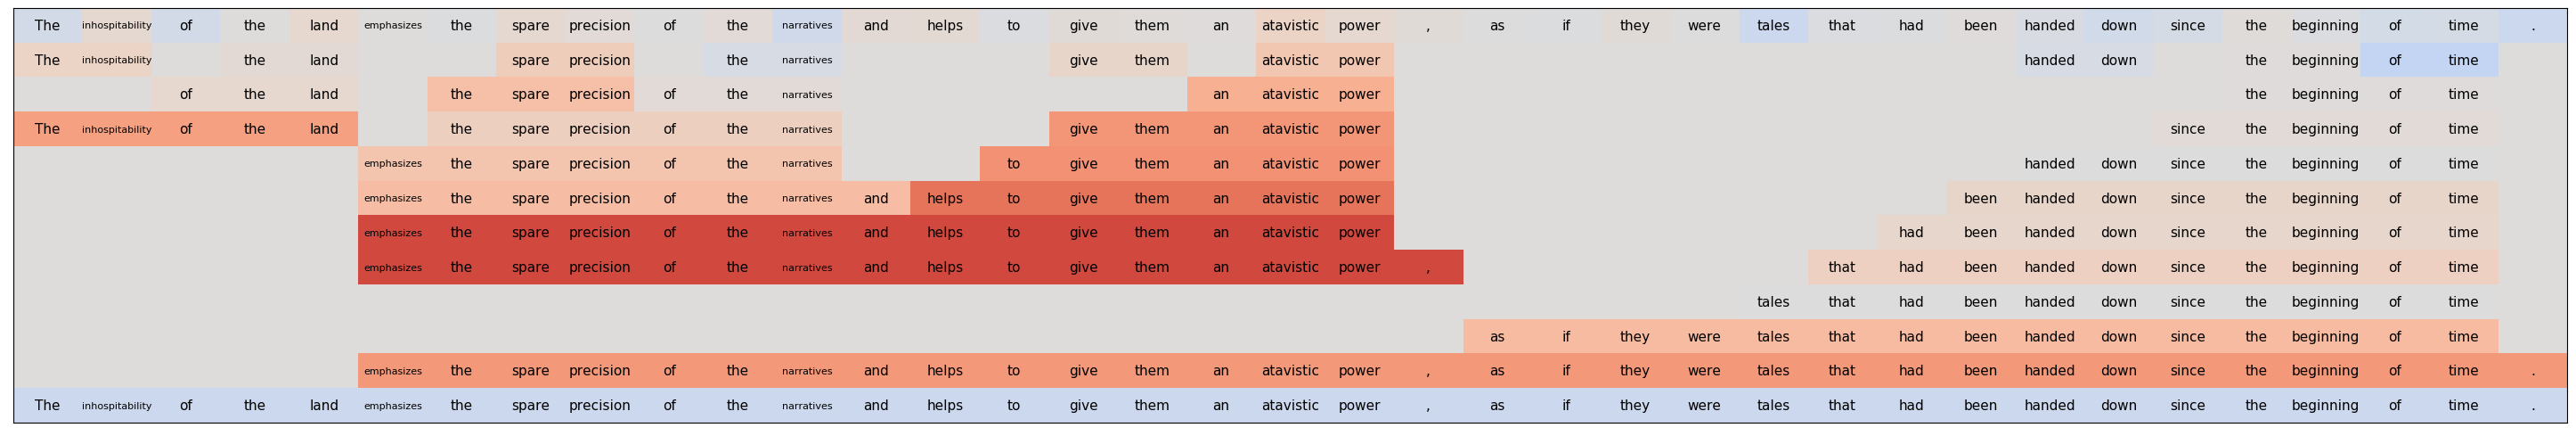 The inhospitability of the land emphasizes the spare precision of the narratives and helps to give them an atavistic power , as if they were tales that had been handed down since the beginning of time .
The inhospitability the land spare precision the narratives give them atavistic power handed down the beginning of time
of the land the spare precision of the narratives an atavistic power the beginning of time
The inhospitability of the land the spare precision of the narratives give them an atavistic power since the beginning of time
emphasizes the spare precision of the narratives to give them an atavistic power handed down since the beginning of time
emphasizes the spare precision of the narratives and helps to give them an atavistic power been handed down since the beginning of time
emphasizes the spare precision of the narratives and helps to give them an atavistic power had been handed down since the beginning of time
emphasizes the spare precision of the narratives and helps to give them an atavistic power , that had been handed down since the beginning of time
tales that had been handed down since the beginning of time
as if they were tales that had been handed down since the beginning of time
emphasizes the spare precision of the narratives and helps to give them an atavistic power , as if they were tales that had been handed down since the beginning of time .
The inhospitability of the land emphasizes the spare precision of the narratives and helps to give them an atavistic power , as if they were tales that had been handed down since the beginning of time .